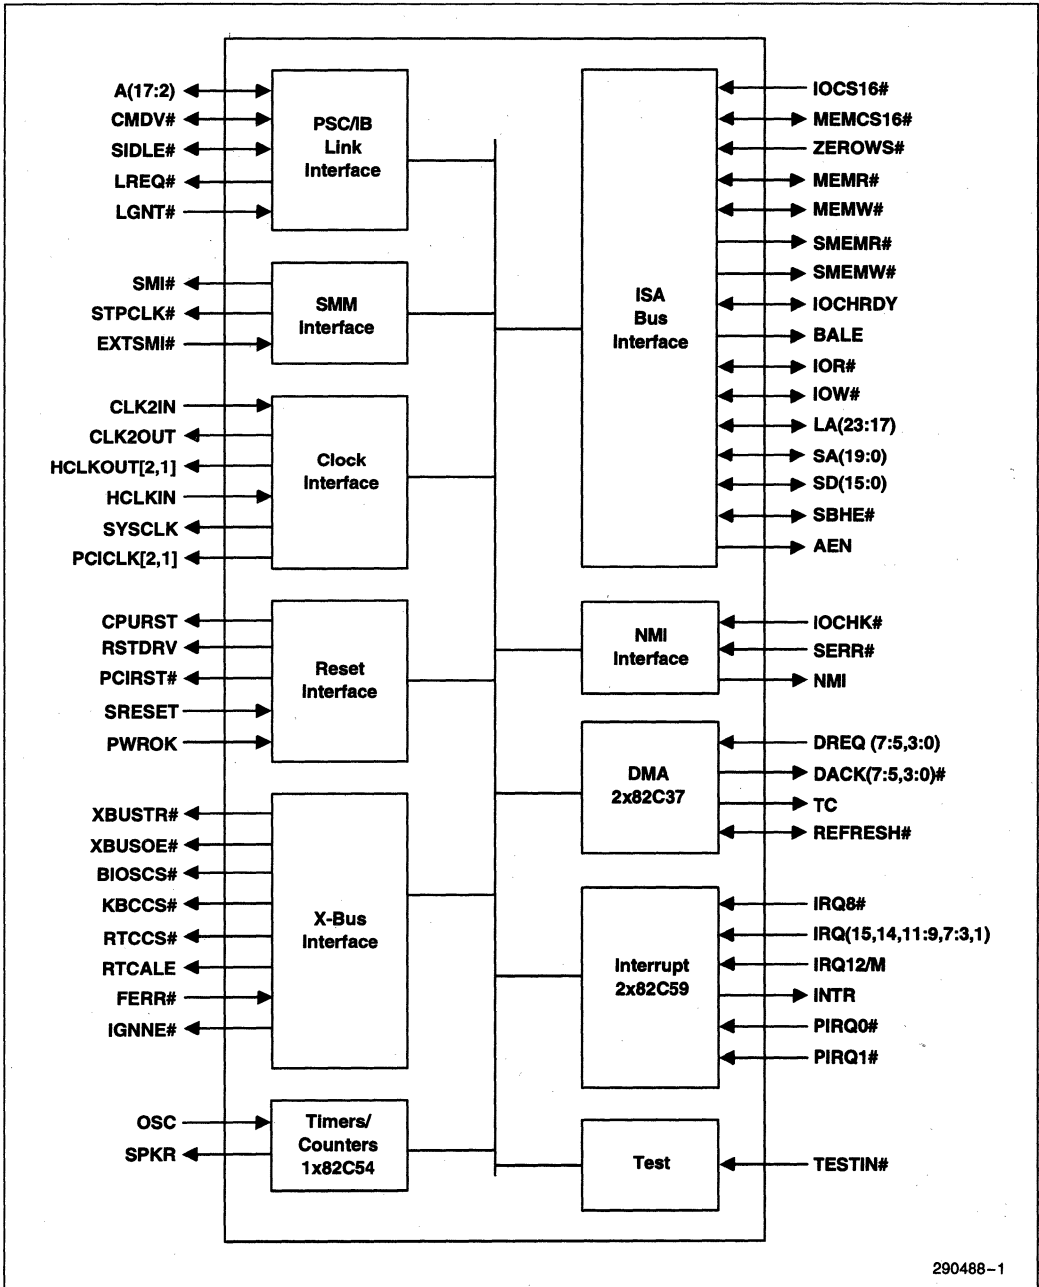 A(17:2)
CMDV#
SIDLE#
LREQ#
LGNT#
PSC/IB
Link
Interface
SMI#
STPCLK#
EXTSMI#
SMM
Interface
CLK2IN
CLK2OUT
HCLKOUT[2,1]
HCLKIN
SYSCLK
PCICLK[2,1]
Clock
Interface
CPURST
RSTDRV
PCIRST#
SRESET
PWROK
Reset
Interface
XBUSTR#
XBUSOE#
BIOSCS#
KBCCS#
RTCCS#
RTCALE
FERR#
IGNNE#
X-Bus
Interface
OSC
SPKR
Timers/
Counters
1x82C54
ISA
Bus
Interface
IOCS16#
MEMCS16#
ZEROWS#
MEMR#
MEMW#
SMEMR#
SMEMW#
IOCHRDY
BALE
IOR#
IOW#
LA(23:17)
SA(19:0)
SD(15:0)
SBHE#
AEN
NMI
Interface
IOCHK#
SERR#
NMI
DMA
2x82C37
DREQ (7:5,3:0)
DACK(7:5,3:0)#
TC
REFRESH#
Interrupt
2x82C59
IRQ8#
IRQ(15,14,11:9,7:3,1)
IRQ12/M
INTR
PIRQ0#
PIRQ1#
Test
TESTIN#
290488-1